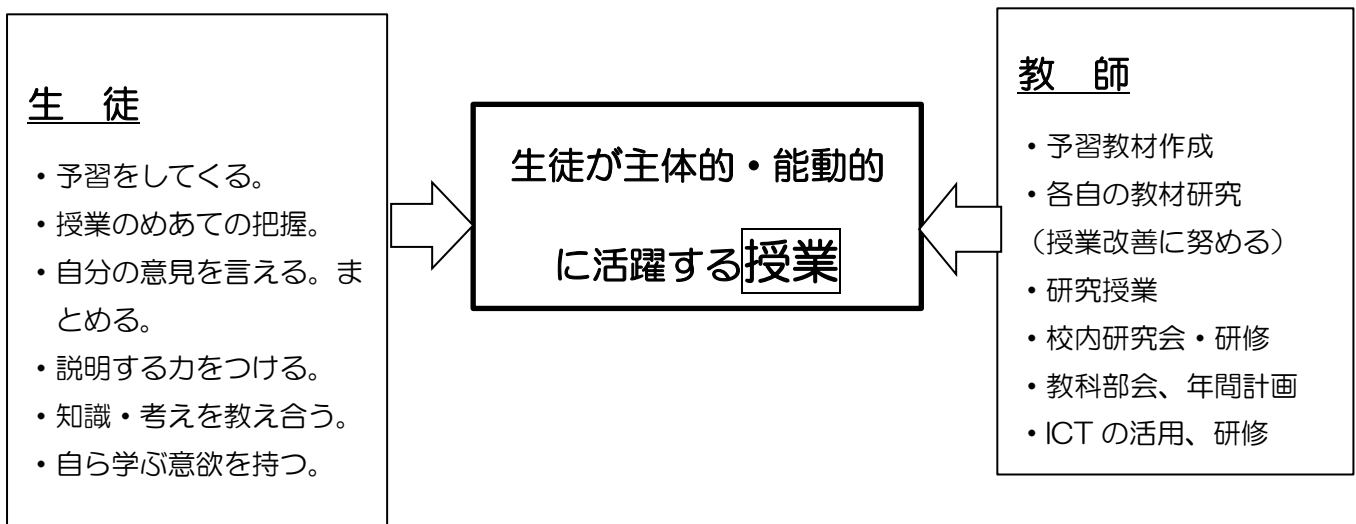 生　徒
・予習をしてくる。
・授業のめあての把握。
・自分の意見を言える。ま
とめる。
・説明する力をつける。
・知識・考えを教え合う。
・自ら学ぶ意欲を持つ。
生徒が主体的・能動的
に活躍する授業
教　師
・予習教材作成
・各自の教材研究
（授業改善に努める）
・研究授業
・校内研究会・研修
・教科部会、年間計画
・ICT の活用、研修